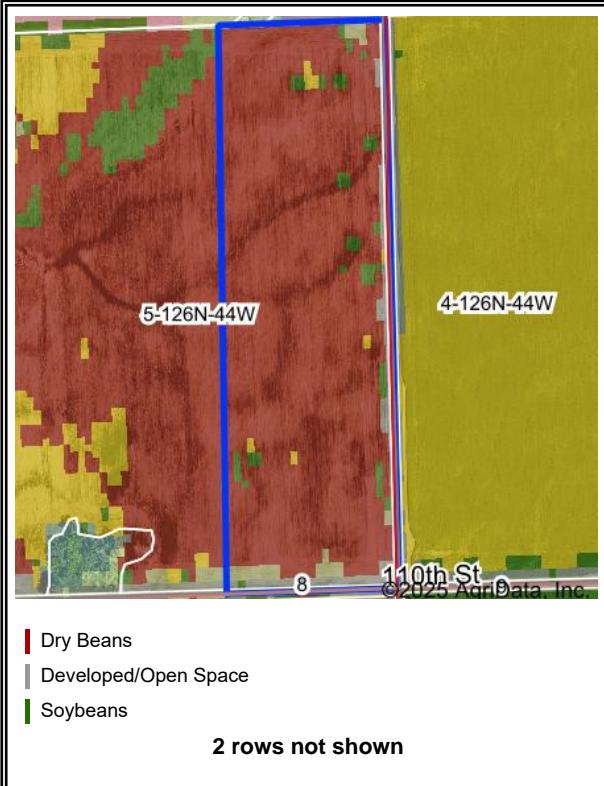 5-126N-44W
4-126N-44W
110th St
8
9
©2025 AgriData, Inc.
Dry Beans
Developed/Open Space
Soybeans
2 rows not shown